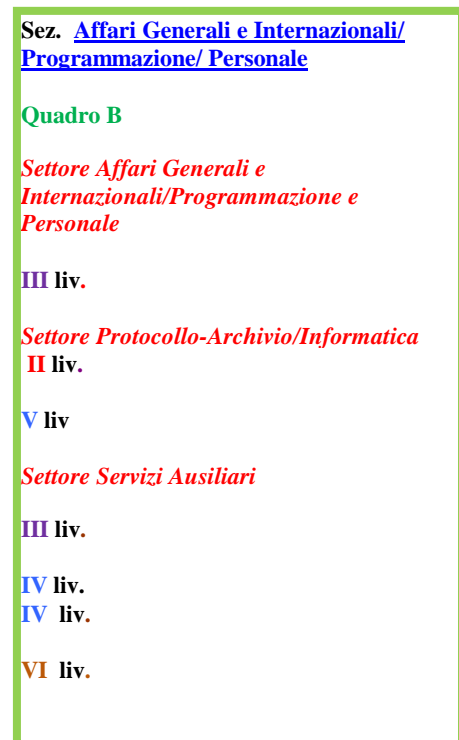 Sez. Affari Generali e Internazionali/
Programmazione/ Personale
Quadro B
Settore Affari Generali e
Internazionali/Programmazione e
Personale
III liv.
Settore Protocollo-Archivio/Informatica
II liv.
V liv
Settore Servizi Ausiliari
III liv.
IV liv.
IV liv.
VI liv.